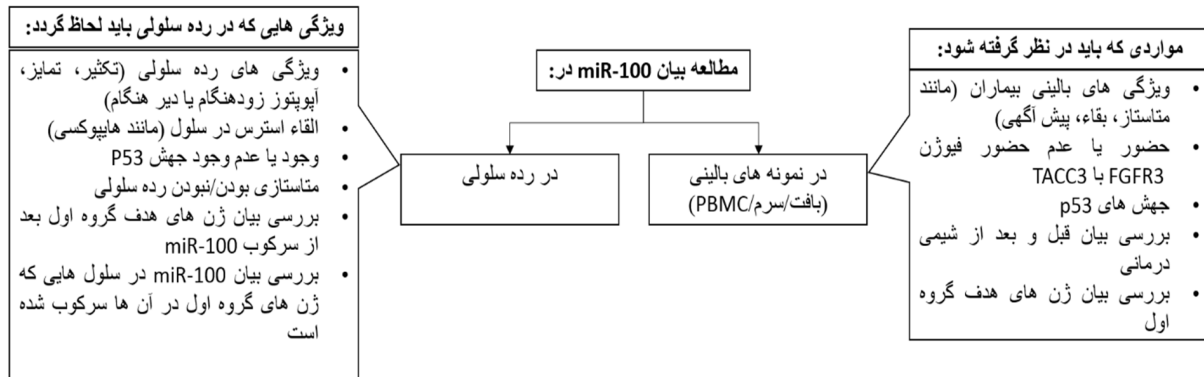 مواردی که باید در نظر گرفته شود:
• ویژگی های بالینی بیماران (مانند
متاستاز، بقاء، پیش آگهی)
• حضور یا عدم حضور فیوژن
FGFR3 با TACC3
• جهش های p53
• بررسی بیان قبل و بعد از شیمی
درمانی
• بررسی بیان ژن های هدف گروه
اول
مطالعه بیان miR-100 در:
در نمونه های بالینی
(بافت/سرم/PBMC)
در رده سلولی
ویژگی هایی که در رده سلولی باید لحاظ گردد:
• ویژگی های رده سلولی (تکثیر، تمایز،
آپوپتوز زودهنگام یا دیر هنگام)
• القاء استرس در سلول (مانند هایپوکسی)
• وجود یا عدم وجود جهش P53
• متاستازی بودن/نبودن رده سلولی
• بررسی بیان ژن های هدف گروه اول بعد
از سرکوب miR-100
• بررسی بیان miR-100 در سلول هایی که
ژن های گروه اول در آن ها سرکوب شده
است